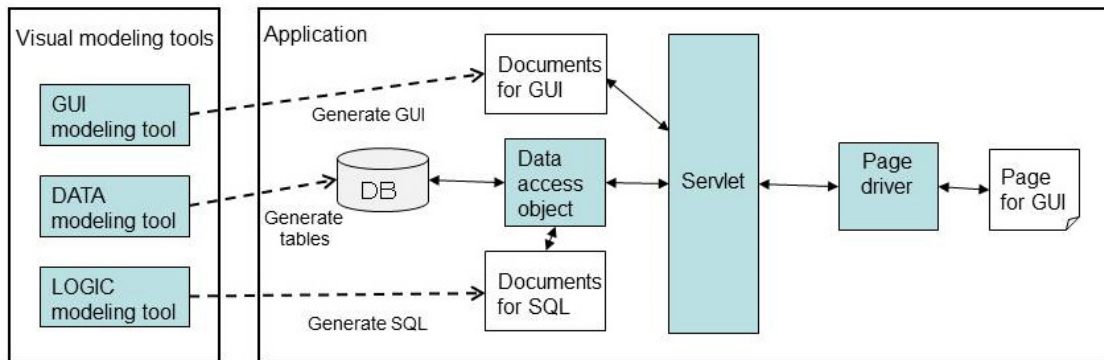 Visual modeling tools
GUI
modeling tool
DATA
modeling tool
LOGIC
modeling tool
Application
Generate GUI
Documents
for GUI
DB
Generate
tables
Data
access
object
Generate SQL
Documents
for SQL
Servlet
Page
driver
Page
for GUI